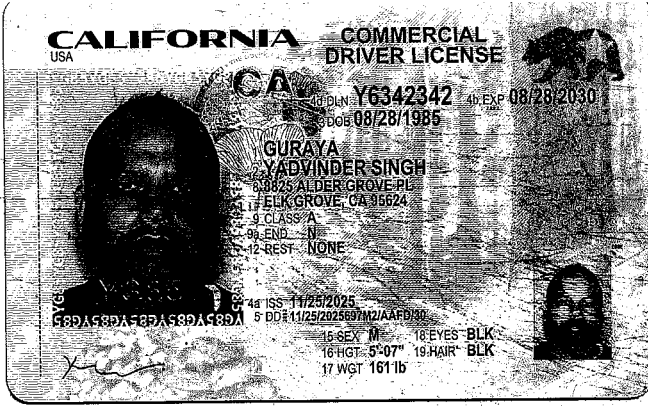 CALIFORNIA
USA
COMMERCIAL
DRIVER LICENSE
CA
4d DLN Y6342342 4b EXP 08/28/2030
3 DOB 08/28/1985
GURAYA
YADVINDER SINGH
8825 ALDER GROVE PL
ELK GROVE, CA 95624
9 CLASS A
9a END N
12 REST NONE
4a ISS 11/25/2025
5 DD 11/25/2025697M2/AAFD/30
15 SEX M 18 EYES BLK
16 HGT 5'-07" 19 HAIR BLK
17 WGT 161 lb